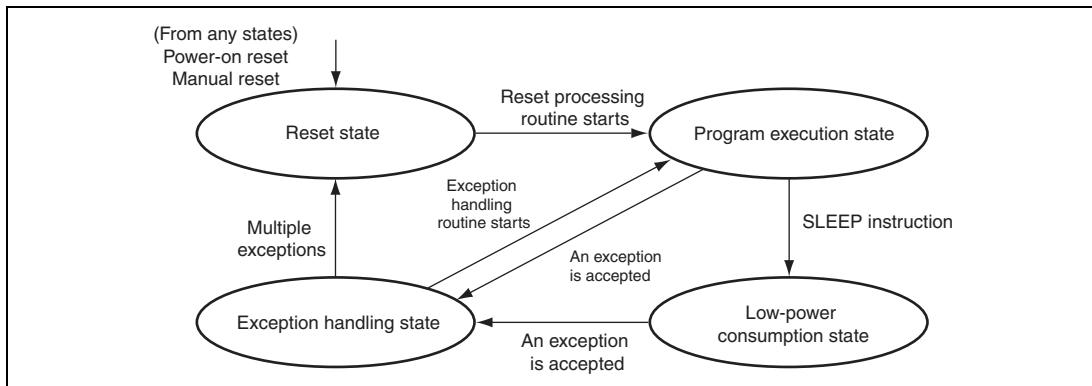 (From any states)
Power-on reset
Manual reset
Reset state
Reset processing
routine starts
Program execution state
Exception
handling
routine starts
Multiple
exceptions
An exception
is accepted
SLEEP instruction
Exception handling state
An exception
is accepted
Low-power
consumption state